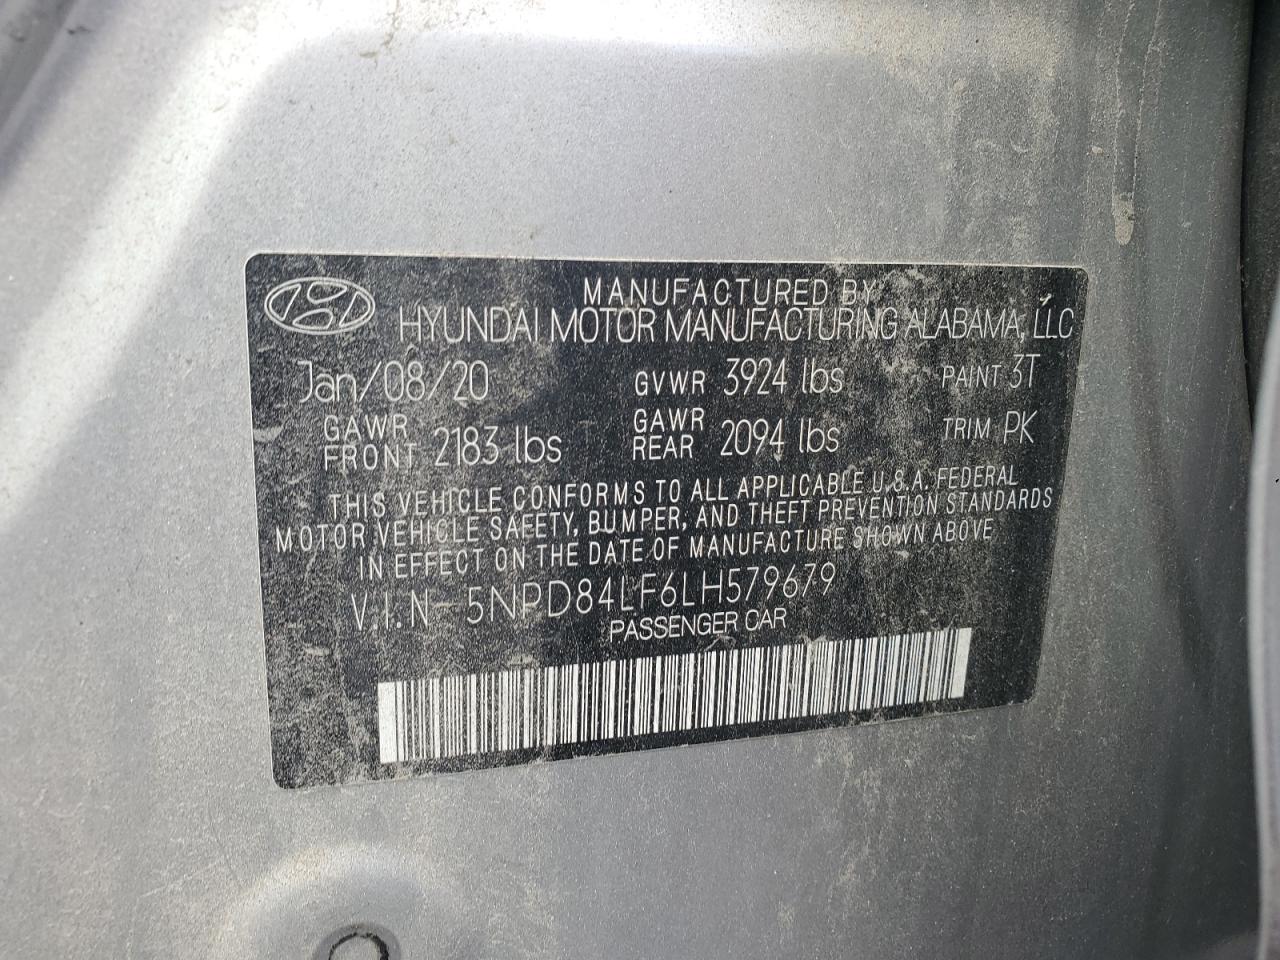 MANUFACTURED BY
HYUNDAI MOTOR MANUFACTURING ALABAMA, LLC
Jan/08/20 GVWR 3924 lbs PAINT 3T
GAWR FRONT 2183 lbs GAWR REAR 2094 lbs TRIM PK
THIS VEHICLE CONFORMS TO ALL APPLICABLE U.S.A. FEDERAL
MOTOR VEHICLE SAFETY, BUMPER, AND THEFT PREVENTION STANDARDS
IN EFFECT ON THE DATE OF MANUFACTURE SHOWN ABOVE
V.I.N 5NPD84LF6LH579679
PASSENGER CAR